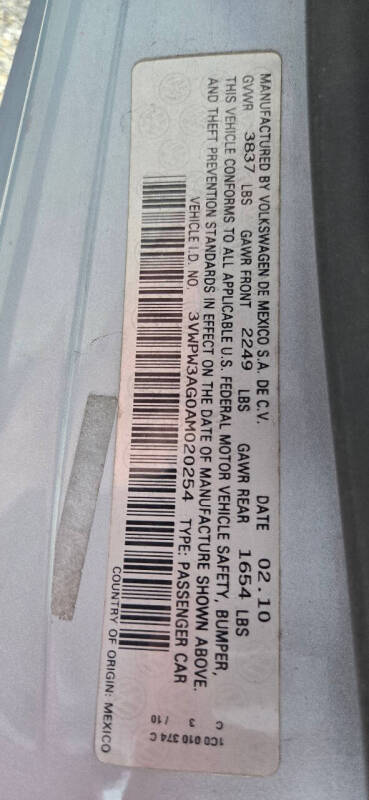 MANUFACTURED BY VOLKSWAGEN DE MEXICO S.A. DE C.V. DATE 02.10
GVWR 3837 LBS GAWR FRONT 2249 LBS GAWR REAR 1654 LBS
THIS VEHICLE CONFORMS TO ALL APPLICABLE U.S. FEDERAL MOTOR VEHICLE SAFETY, BUMPER,
AND THEFT PREVENTION STANDARDS IN EFFECT ON THE DATE OF MANUFACTURE SHOWN ABOVE.
VEHICLE I.D. NO. 3VWPW3AG0AM020254 TYPE: PASSENGER CAR
COUNTRY OF ORIGIN: MEXICO
1C0 010 374 C
C 3 /10